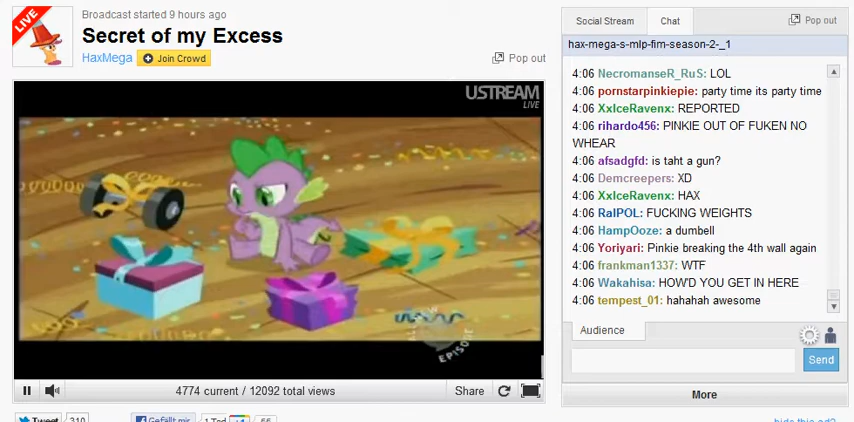 LIVE
Broadcast started 9 hours ago
Secret of my Excess
HaxMega
Join Crowd
Pop out
USTREAM
LIVE
EPISODE
4774 current / 12092 total views
Share
Tweet
310
Gefällt mir
+1
Social Stream
Chat
Pop out
hax-mega-s-mlp-fim-season-2-_1
4:06 NecromanseR_RuS: LOL
4:06 pornstarpinkiepie: party time its party time
4:06 XxIceRavenx: REPORTED
4:06 rihardo456: PINKIE OUT OF FUKEN NO
WHEAR
4:06 afsadgfd: is taht a gun?
4:06 Demcreepers: XD
4:06 XxIceRavenx: HAX
4:06 RalPOL: FUCKING WEIGHTS
4:06 HampOoze: a dumbell
4:06 Yoriyari: Pinkie breaking the 4th wall again
4:06 frankman1337: WTF
4:06 Wakahisa: HOW'D YOU GET IN HERE
4:06 tempest_01: hahahah awesome
Audience
Send
More
hide this ad?